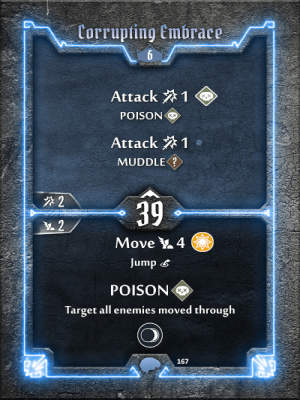 Corrupting Embrace
6
Attack 1
POISON
Attack 1
MUDDLE ?
2
39
2
Move 4
Jump
POISON
Target all enemies moved through
167